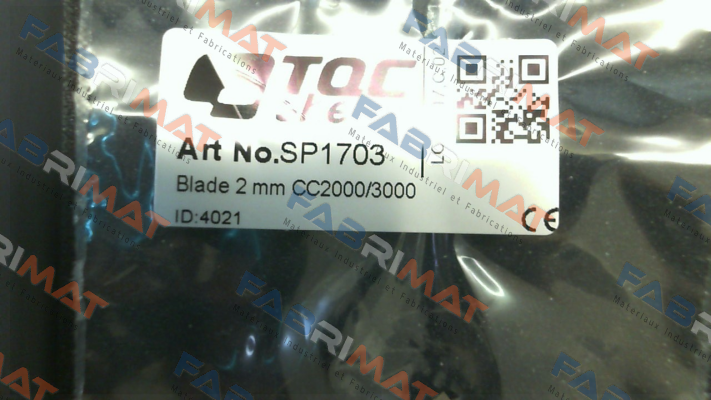 TQC
Art No.SP1703
Blade 2 mm CC2000/3000
ID:4021
CE
FABRIMAT
Materiaux Industriel et Fabrications